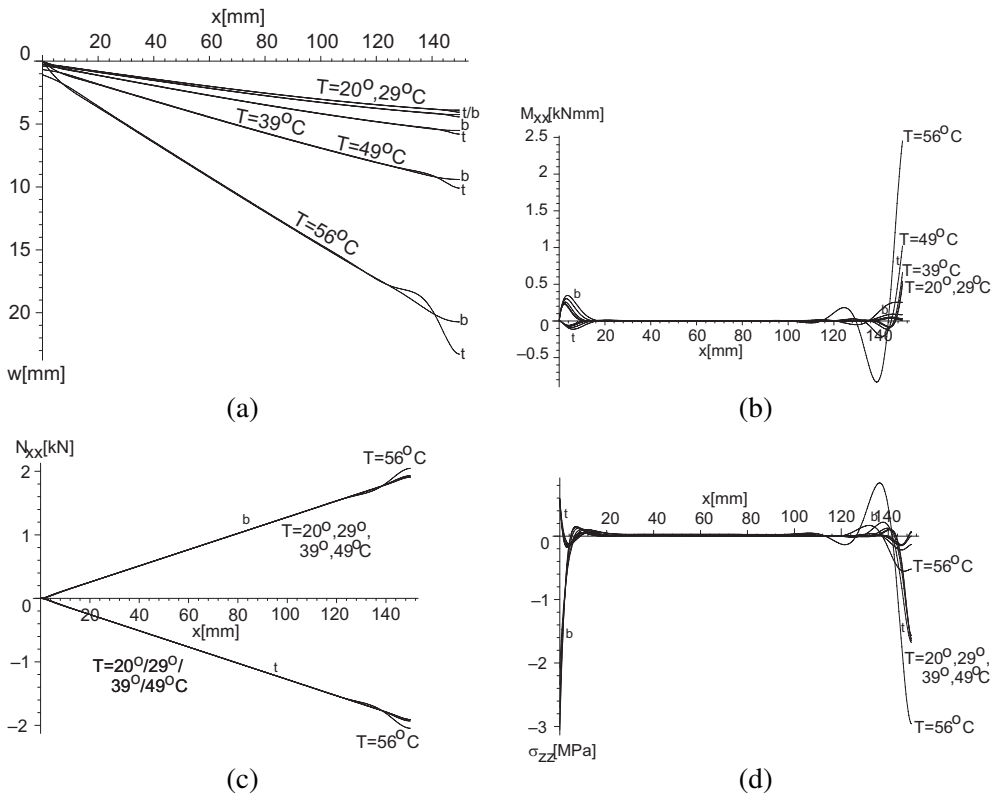 x[mm]
20 40 60 80 100 120 140
0
5
10
15
20
w[mm]
T=20°,29°C
T=39°C
T=49°C
T=56°C
t/b
b
t
b
t
b
t
(a)
Mxx[kNmm]
2.5
2
1.5
1
0.5
0
−0.5
20 40 60 80 100 120 140
x[mm]
T=56°C
T=49°C
t
T=39°C
T=20°,29°C
b
t
b
(b)
Nxx[kN]
2
1
0
−1
−2
20 40 60 80 100 120 140
x[mm]
T=56°C
b
T=20°,29°,
39°,49°C
t
T=20°/29°/
39°/49°C
T=56°C
(c)
x[mm]
20 40 60 80 100 120 140
0
−1
−2
−3
σzz[MPa]
t
b
b
T=56°C
t
T=20°,29°,
39°,49°C
T=56°C
(d)